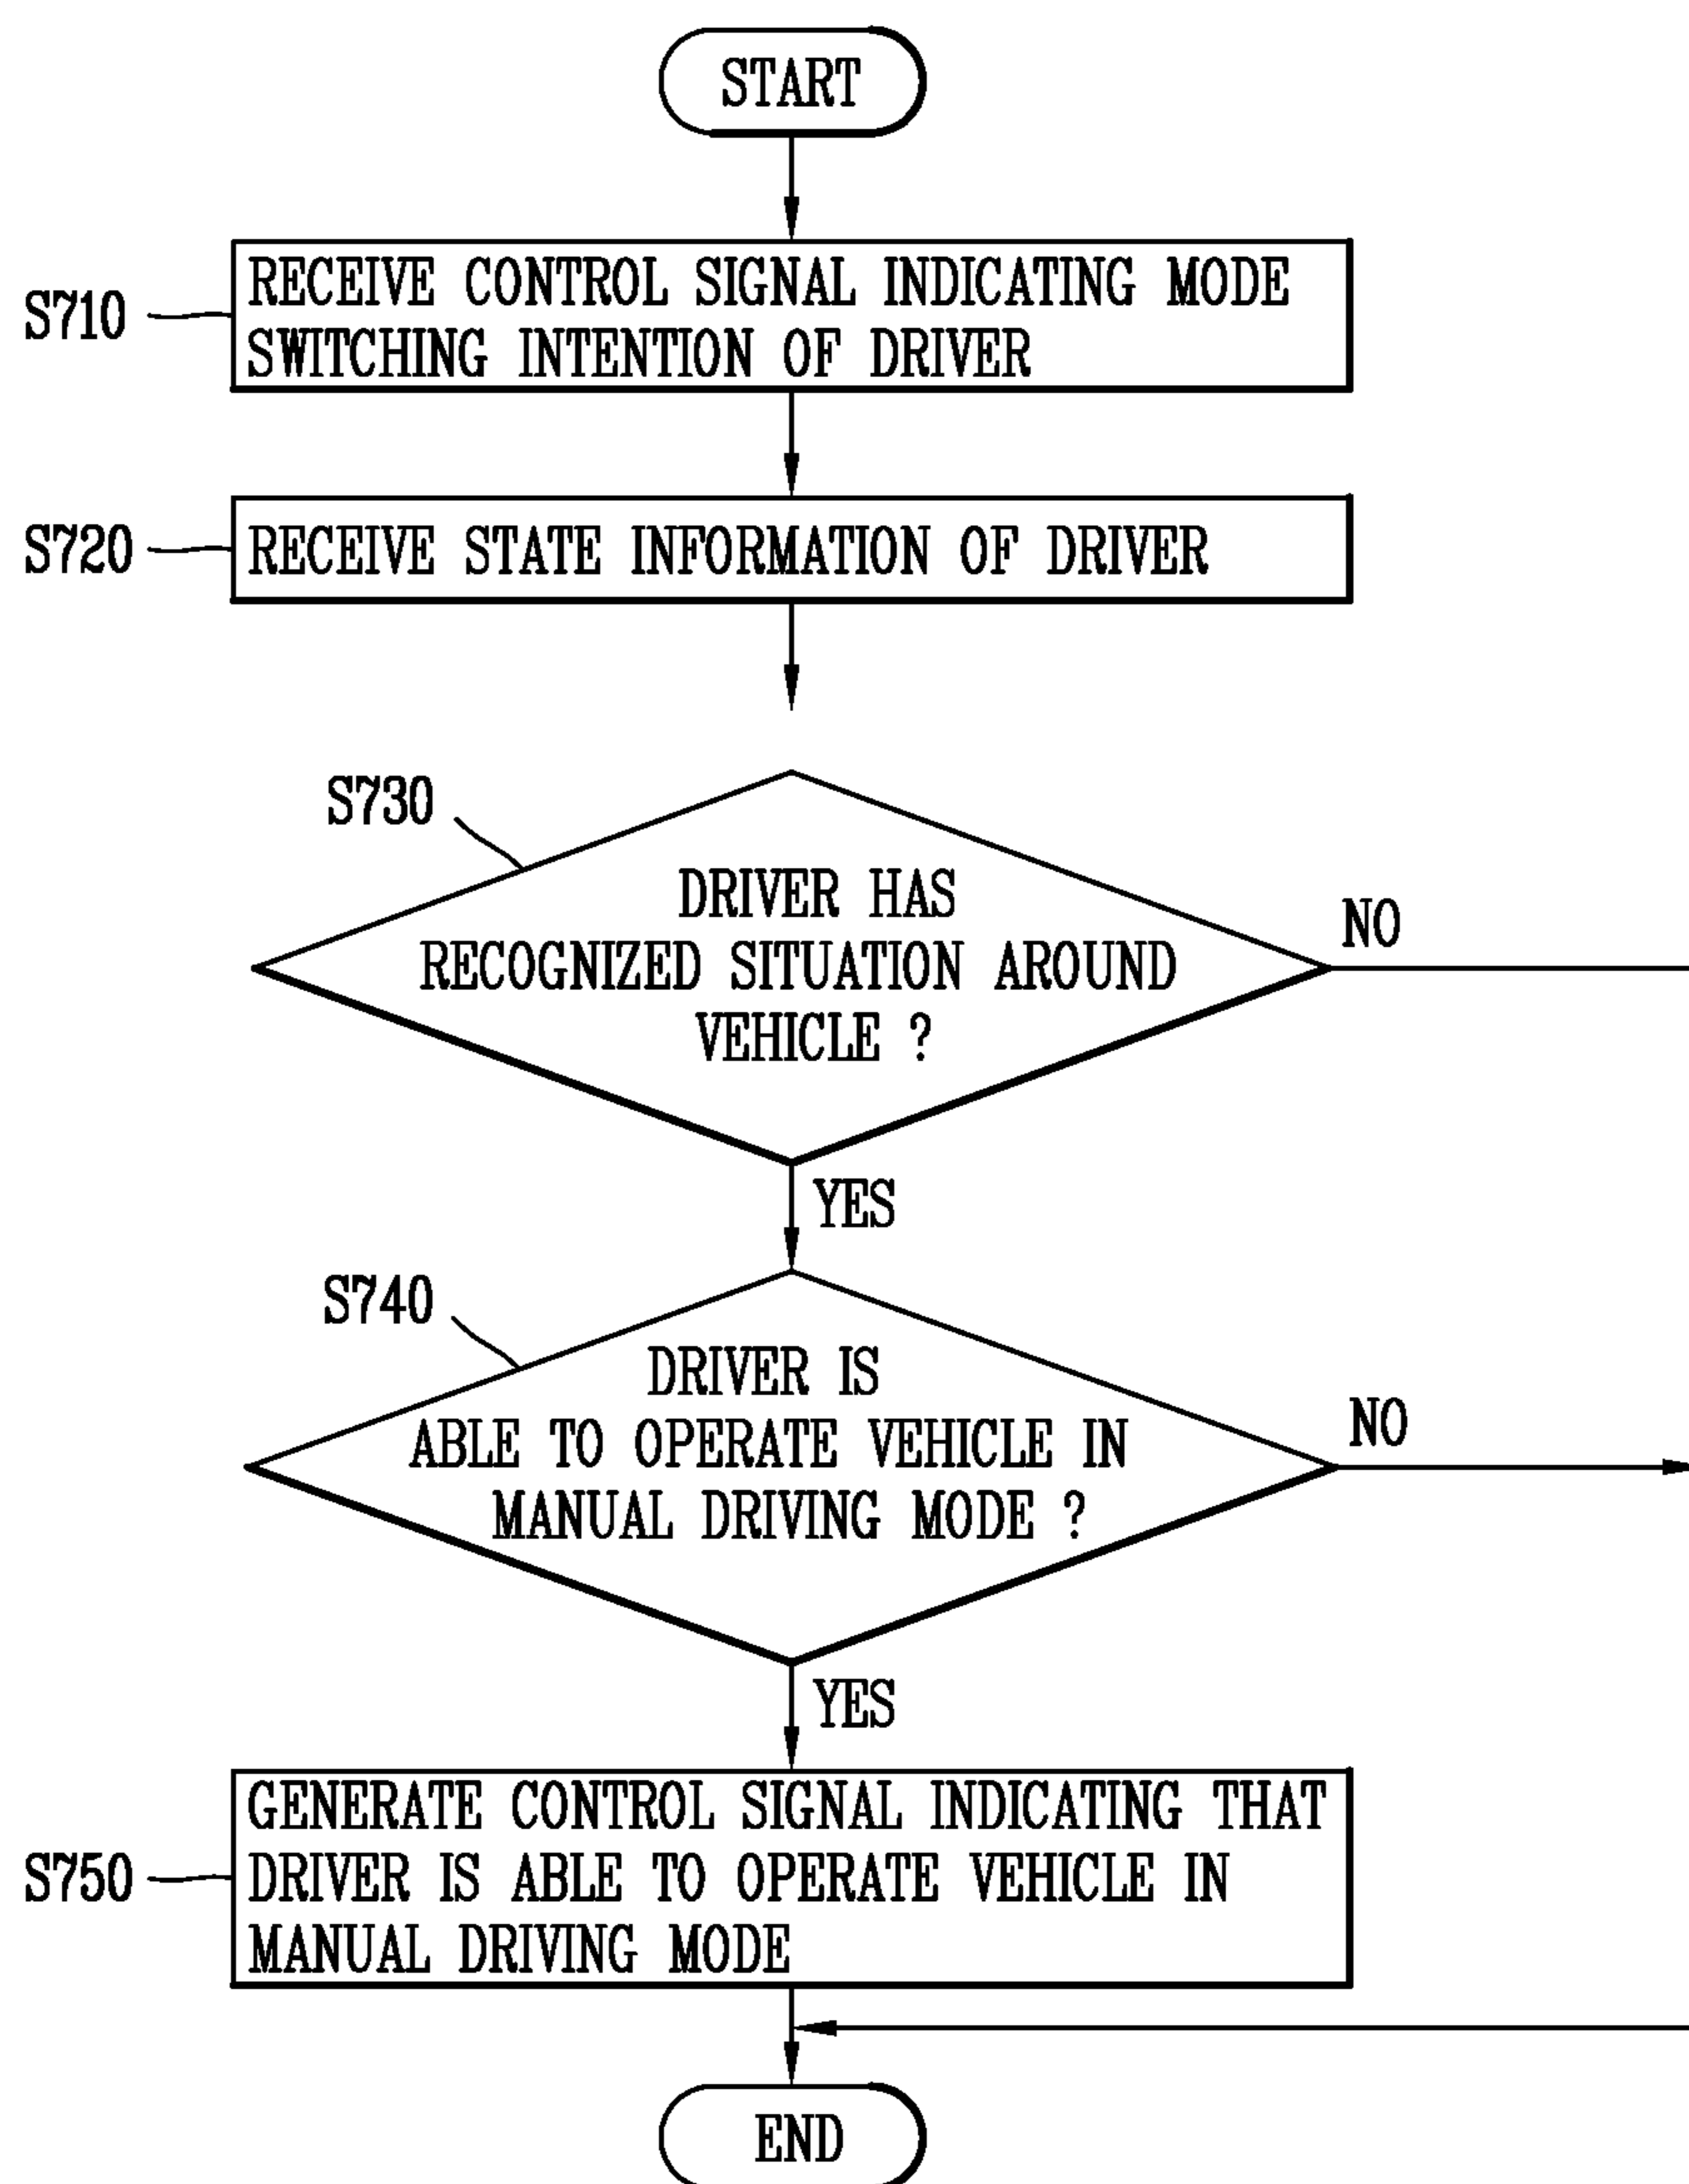 START
S710
RECEIVE CONTROL SIGNAL INDICATING MODE
SWITCHING INTENTION OF DRIVER
S720
RECEIVE STATE INFORMATION OF DRIVER
S730
DRIVER HAS
RECOGNIZED SITUATION AROUND
VEHICLE ?
NO
YES
S740
DRIVER IS
ABLE TO OPERATE VEHICLE IN
MANUAL DRIVING MODE ?
NO
YES
S750
GENERATE CONTROL SIGNAL INDICATING THAT
DRIVER IS ABLE TO OPERATE VEHICLE IN
MANUAL DRIVING MODE
END